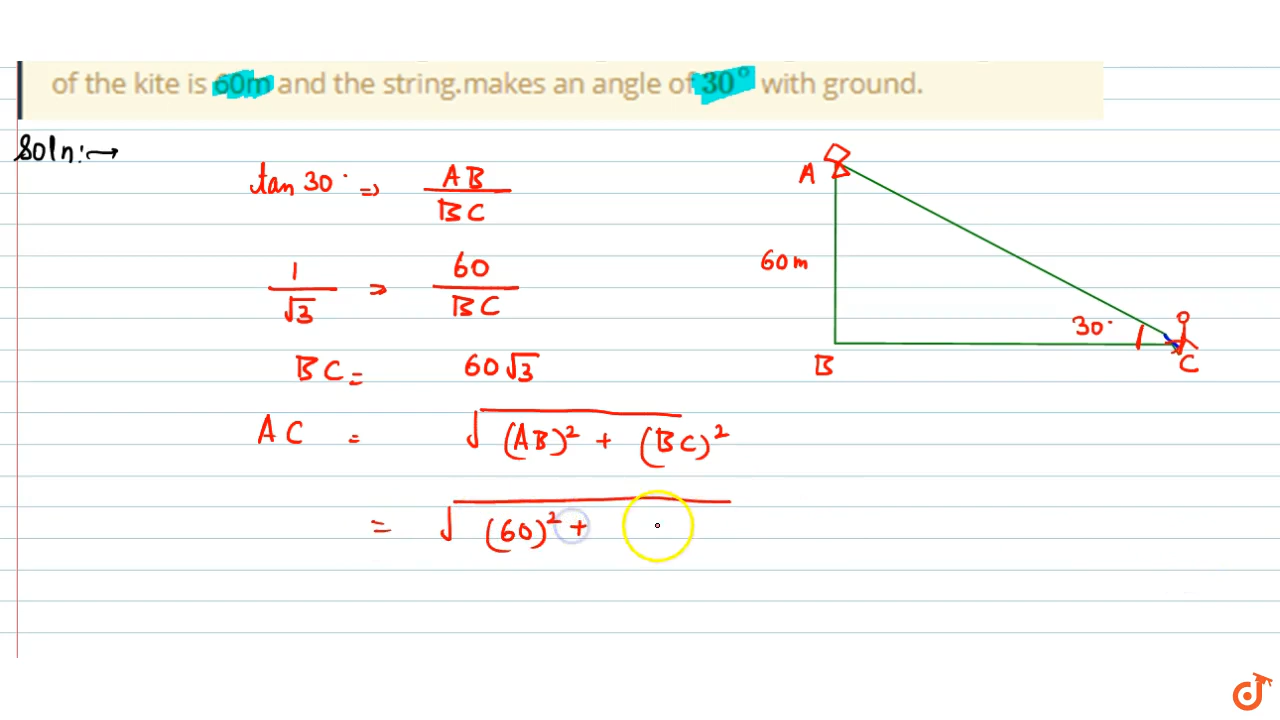 of the kite is 60m and the string.makes an angle of 30° with ground.
Soln:→
tan 30° => AB/BC
1/√3 => 60/BC
BC = 60√3
AC = √(AB)² + (BC)²
= √(60)² +
A
60m
B
30°
C